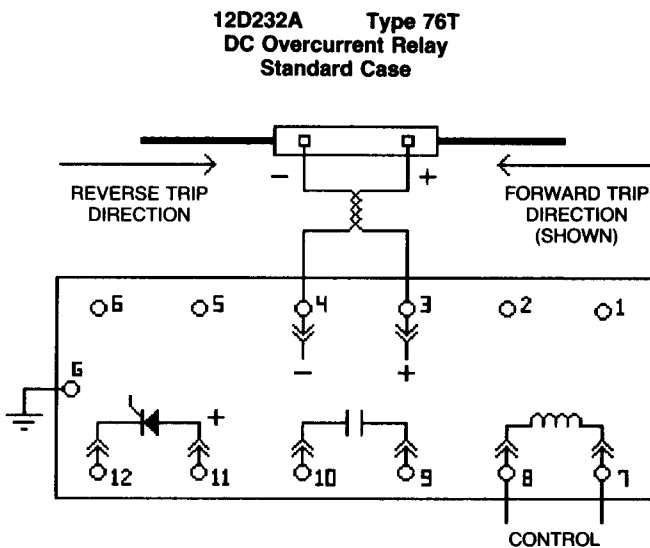 12D232A Type 76T
DC Overcurrent Relay
Standard Case
- +
REVERSE TRIP
DIRECTION
FORWARD TRIP
DIRECTION
(SHOWN)
6 5 4 3 2 1
- +
G
+
12 11 10 9 8 7
CONTROL